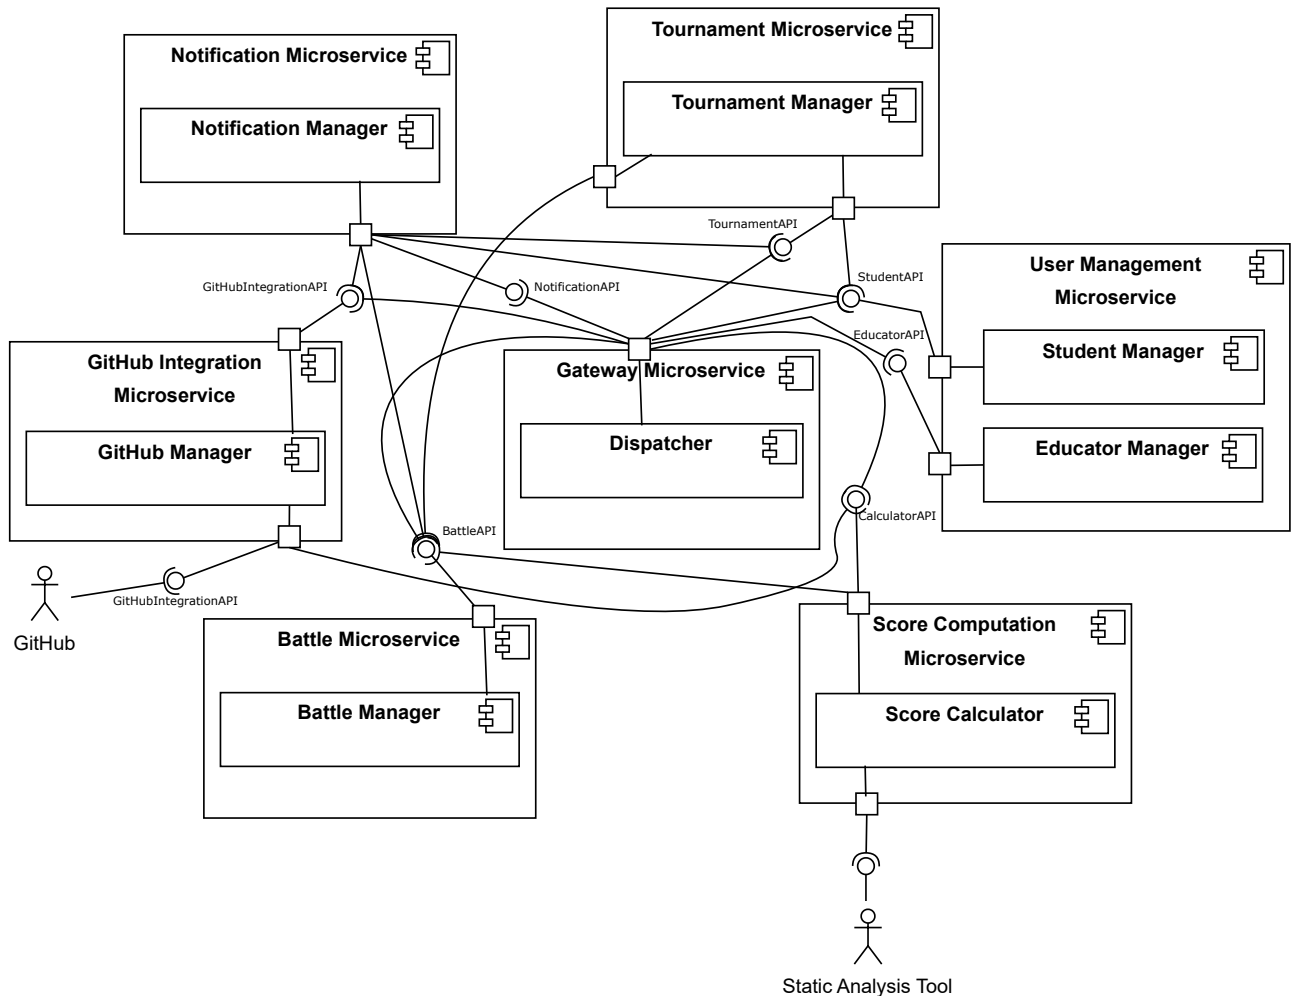 Tournament Microservice
Notification Microservice
Tournament Manager
Notification Manager
TournamentAPI
User Management
Microservice
StudentAPI
GitHubIntegrationAPI
NotificationAPI
EducatorAPI
Student Manager
GitHub Integration
Microservice
Gateway Microservice
GitHub Manager
Dispatcher
Educator Manager
CalculatorAPI
BattleAPI
GitHubIntegrationAPI
GitHub
Battle Microservice
Score Computation
Microservice
Battle Manager
Score Calculator
Static Analysis Tool